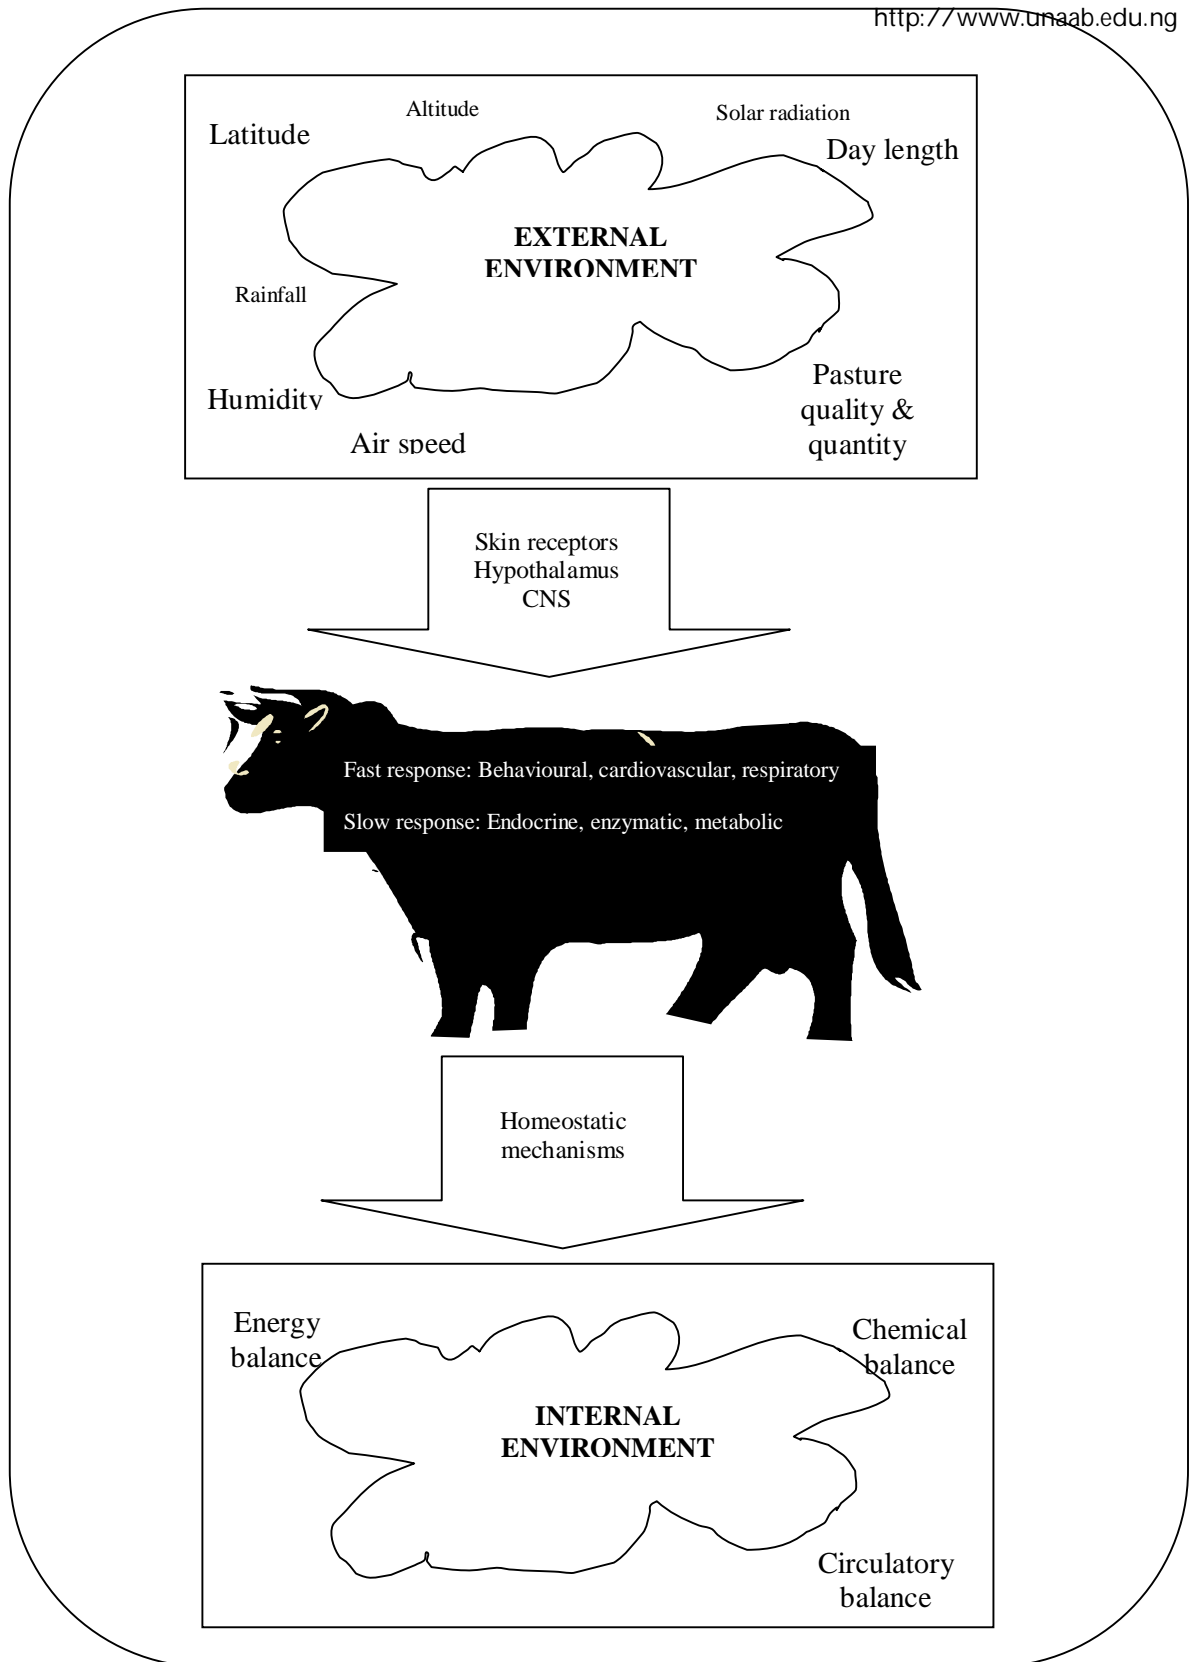 http://www.unaab.edu.ng
Altitude
Solar radiation
Latitude
Day length
EXTERNAL
ENVIRONMENT
Rainfall
Humidity
Pasture
quality &
quantity
Air speed
Skin receptors
Hypothalamus
CNS
Fast response: Behavioural, cardiovascular, respiratory
Slow response: Endocrine, enzymatic, metabolic
Homeostatic
mechanisms
Energy
balance
Chemical
balance
INTERNAL
ENVIRONMENT
Circulatory
balance